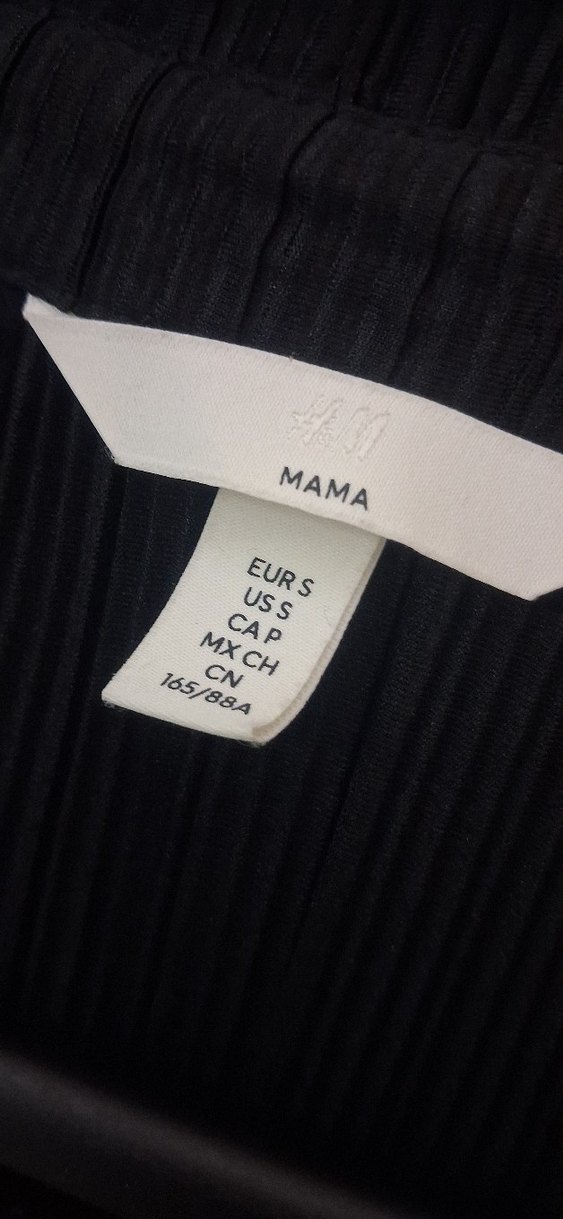 H&M
MAMA
EUR S
US S
CA P
MX CH
CN
165/88A